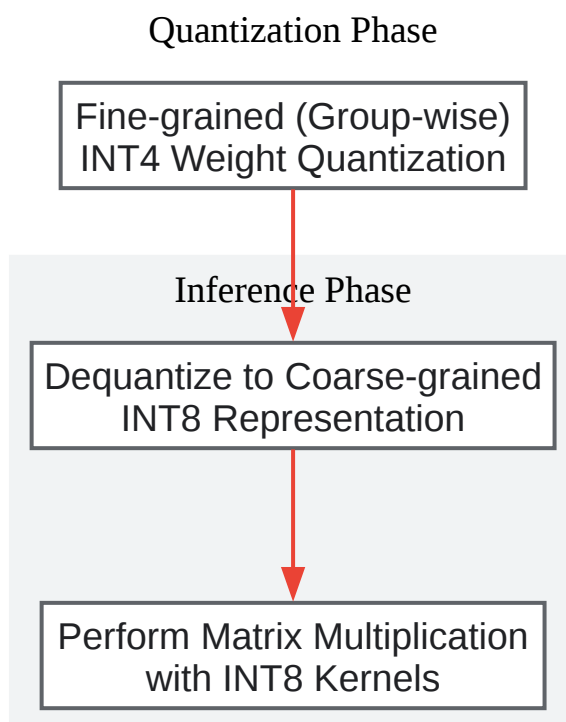 Quantization Phase
Fine-grained (Group-wise)
INT4 Weight Quantization
Inference Phase
Dequantize to Coarse-grained
INT8 Representation
Perform Matrix Multiplication
with INT8 Kernels